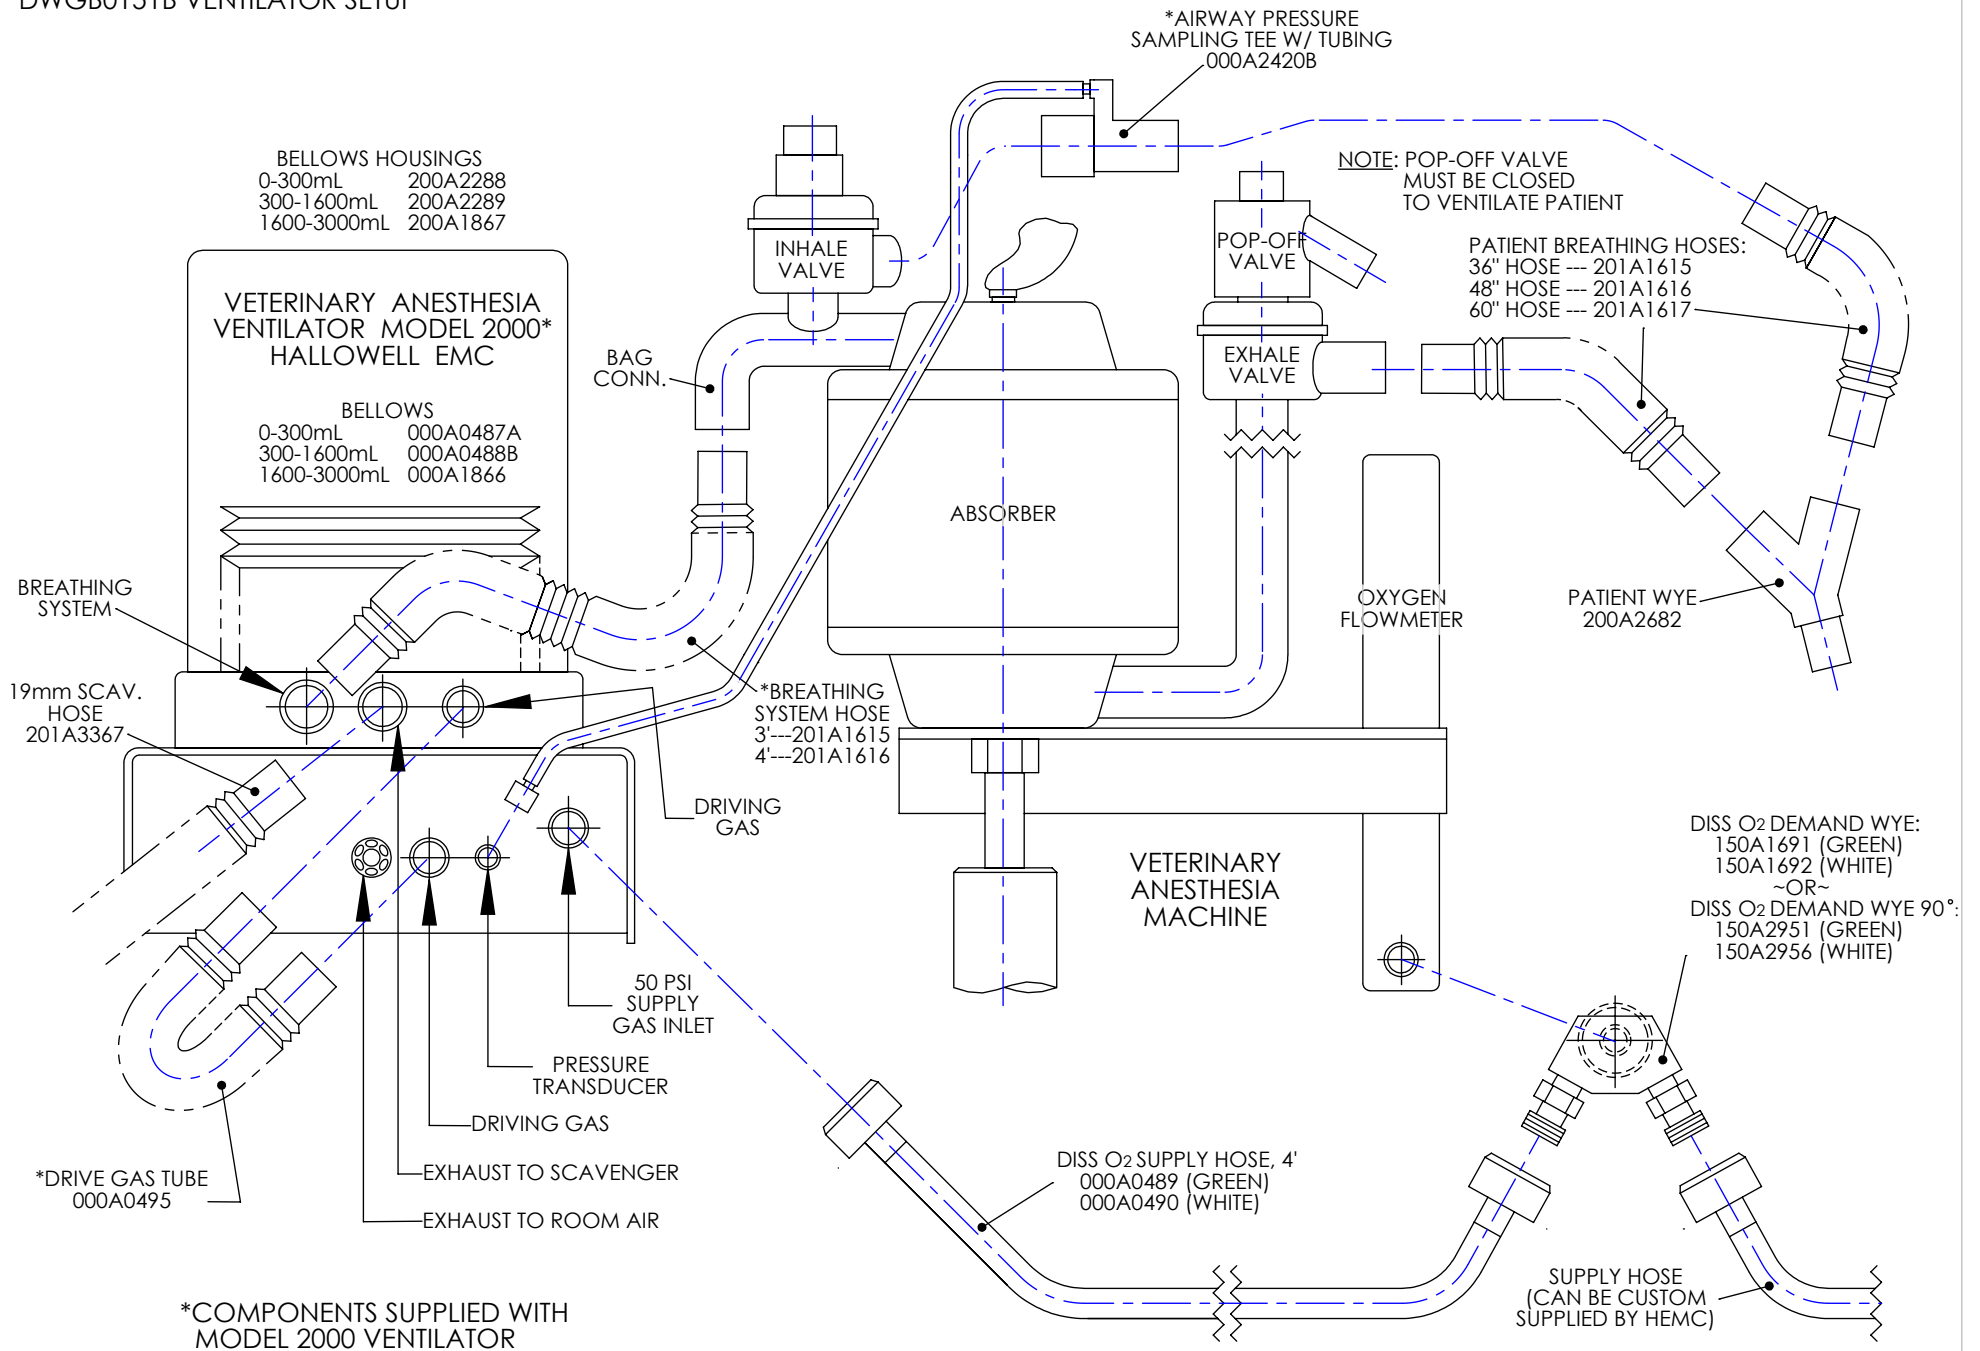 DWGB0151B VENTILATOR SETUP
*AIRWAY PRESSURE
SAMPLING TEE W/ TUBING
000A2420B
BELLOWS HOUSINGS
0-300mL 200A2288
300-1600mL 200A2289
1600-3000mL 200A1867
NOTE: POP-OFF VALVE
MUST BE CLOSED
TO VENTILATE PATIENT
INHALE
VALVE
POP-OFF
VALVE
PATIENT BREATHING HOSES:
36" HOSE --- 201A1615
48" HOSE --- 201A1616
60" HOSE --- 201A1617
VETERINARY ANESTHESIA
VENTILATOR MODEL 2000*
HALLOWELL EMC
BAG
CONN.
EXHALE
VALVE
BELLOWS
0-300mL 000A0487A
300-1600mL 000A0488B
1600-3000mL 000A1866
ABSORBER
BREATHING
SYSTEM
OXYGEN
FLOWMETER
PATIENT WYE
200A2682
19mm SCAV.
HOSE
201A3367
*BREATHING
SYSTEM HOSE
3'---201A1615
4'---201A1616
DRIVING
GAS
VETERINARY
ANESTHESIA
MACHINE
DISS O2 DEMAND WYE:
150A1691 (GREEN)
150A1692 (WHITE)
~OR~
DISS O2 DEMAND WYE 90°:
150A2951 (GREEN)
150A2956 (WHITE)
50 PSI
SUPPLY
GAS INLET
PRESSURE
TRANSDUCER
DRIVING GAS
*DRIVE GAS TUBE
000A0495
EXHAUST TO SCAVENGER
EXHAUST TO ROOM AIR
DISS O2 SUPPLY HOSE, 4'
000A0489 (GREEN)
000A0490 (WHITE)
SUPPLY HOSE
(CAN BE CUSTOM
SUPPLIED BY HEMC)
*COMPONENTS SUPPLIED WITH
MODEL 2000 VENTILATOR